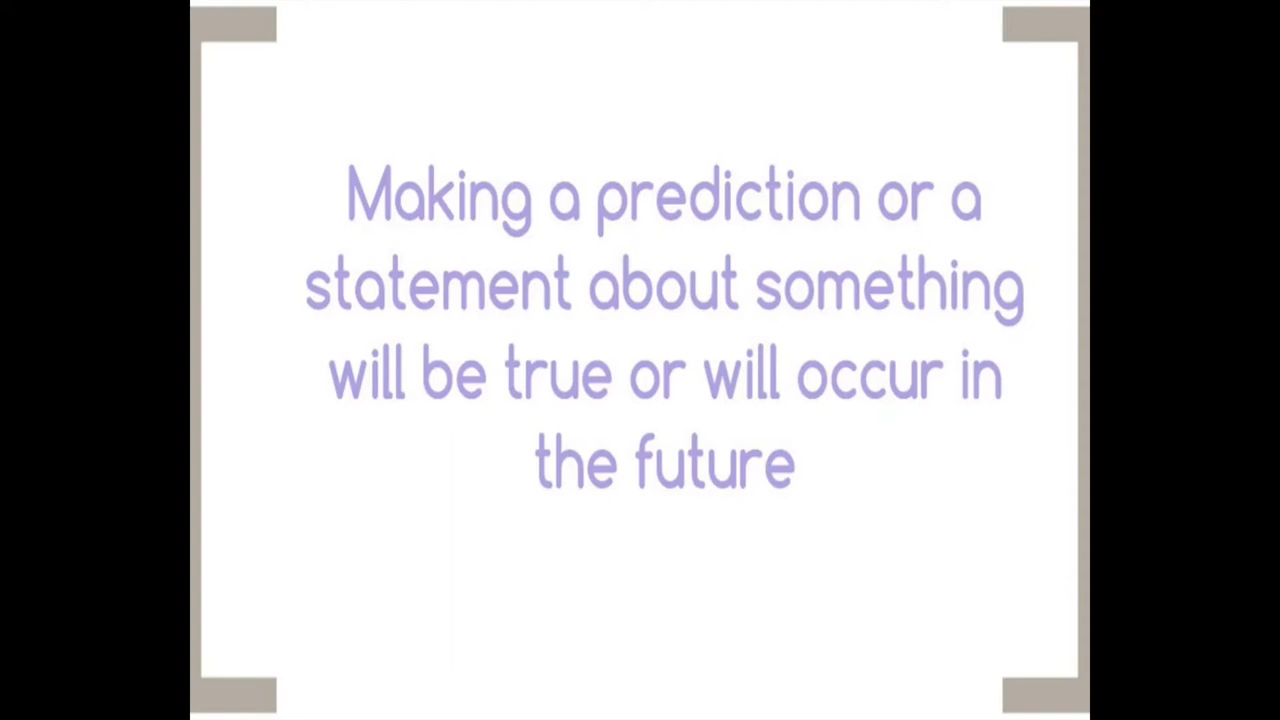 Making a prediction or a
statement about something
will be true or will occur in
the future